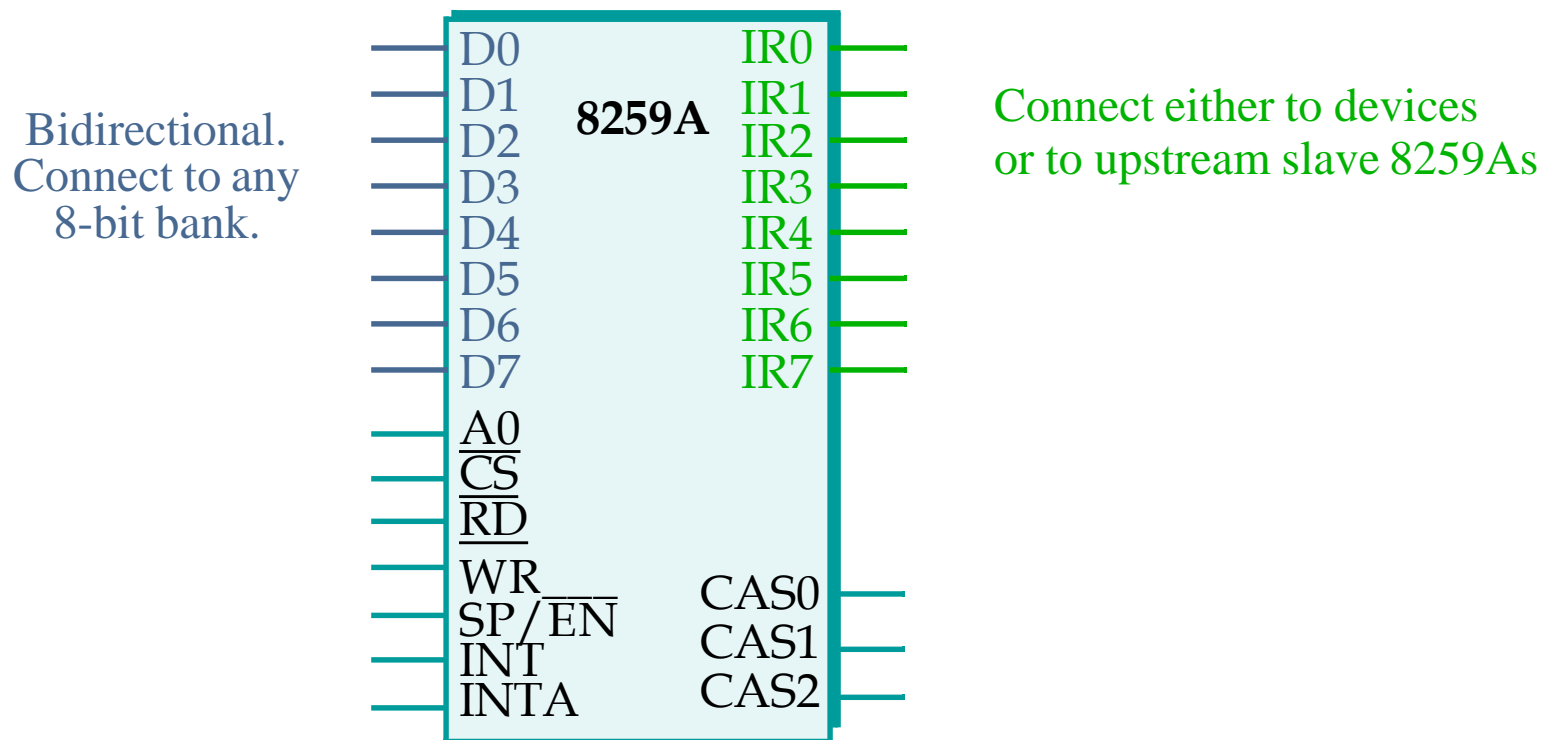 Bidirectional.
Connect to any
8-bit bank.
8259A
D0
D1
D2
D3
D4
D5
D6
D7
A0
CS
RD
WR
SP/EN
INT
INTA
IR0
IR1
IR2
IR3
IR4
IR5
IR6
IR7
CAS0
CAS1
CAS2
Connect either to devices
or to upstream slave 8259As